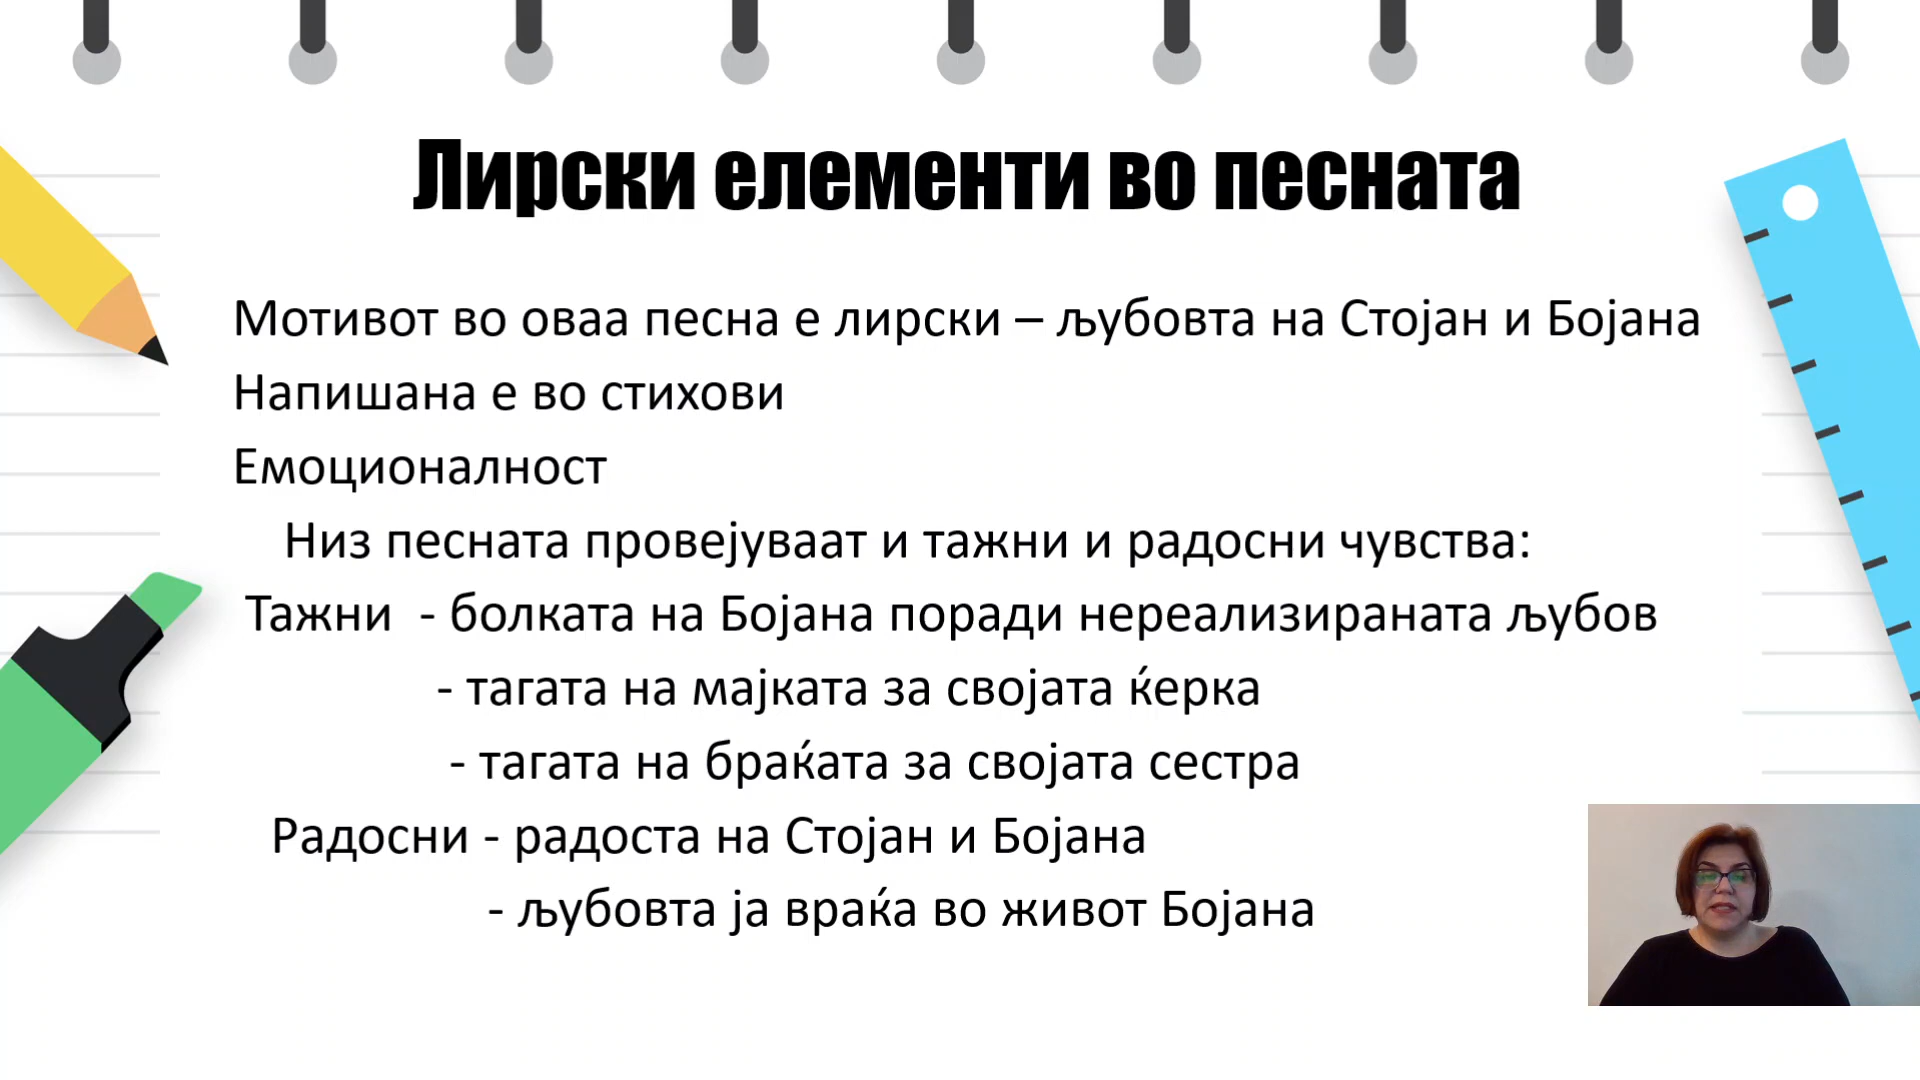 Лирски елементи во песната
Мотивот во оваа песна е лирски – љубовта на Стојан и Бојана
Напишана е во стихови
Емоционалност
Низ песната провејуваат и тажни и радосни чувства:
Тажни - болката на Бојана поради нереализираната љубов
- тагата на мајката за својата ќерка
- тагата на браќата за својата сестра
Радосни - радоста на Стојан и Бојана
- љубовта ја враќа во живот Бојана